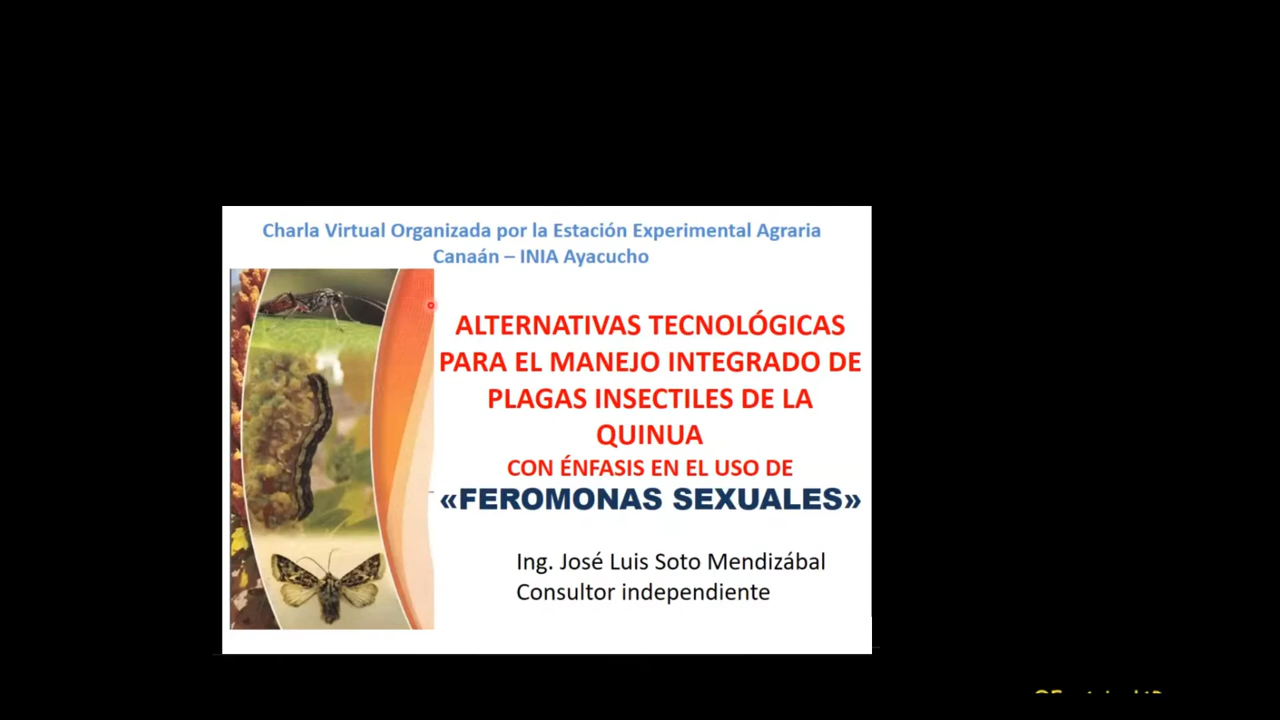 Charla Virtual Organizada por la Estación Experimental Agraria
Canaán – INIA Ayacucho
ALTERNATIVAS TECNOLÓGICAS
PARA EL MANEJO INTEGRADO DE
PLAGAS INSECTILES DE LA
QUINUA
CON ÉNFASIS EN EL USO DE
«FEROMONAS SEXUALES»
Ing. José Luis Soto Mendizábal
Consultor independiente